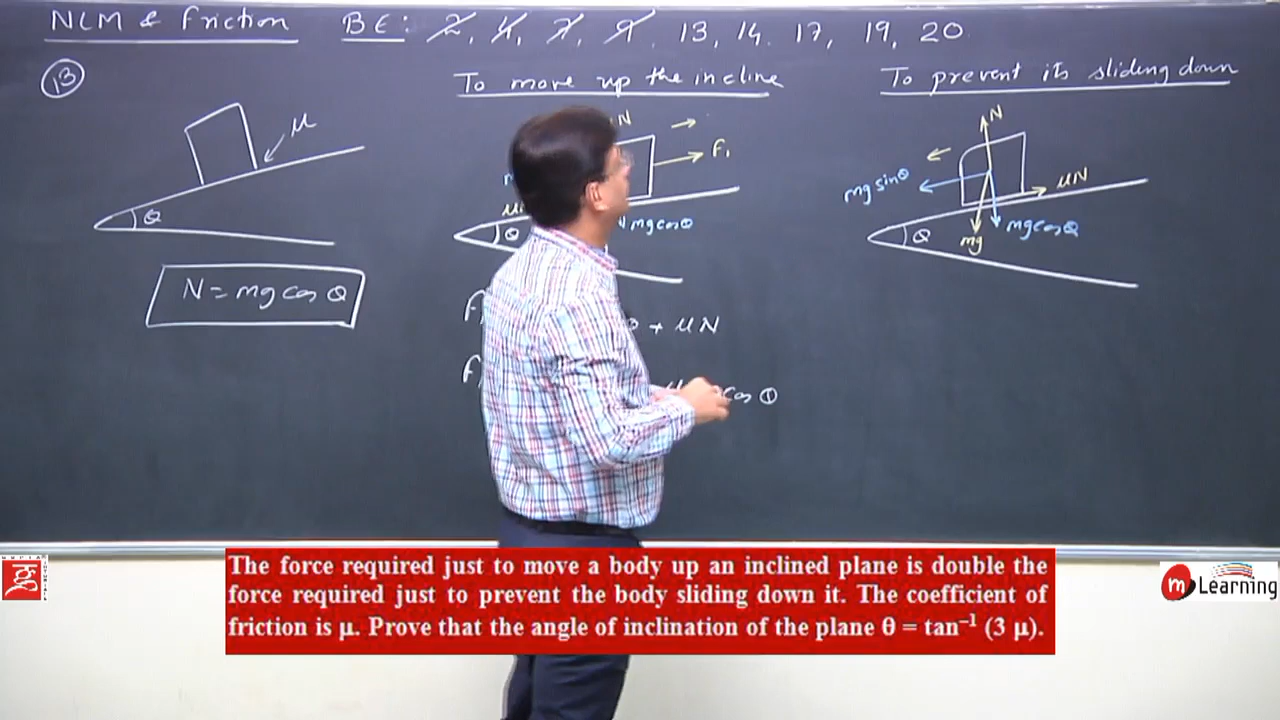 NLM & Friction BE: 2, 4, 7, 9, 13, 14, 17, 19, 20
13
To move up the incline
To prevent its sliding down
μ
θ
N = mg cos θ
N
F₁
mg cos θ
θ
+ μN
cos θ
N
mg sin θ
μN
mg
mg cos θ
θ
The force required just to move a body up an inclined plane is double the
force required just to prevent the body sliding down it. The coefficient of
friction is μ. Prove that the angle of inclination of the plane θ = tan⁻¹ (3 μ).
m Learning